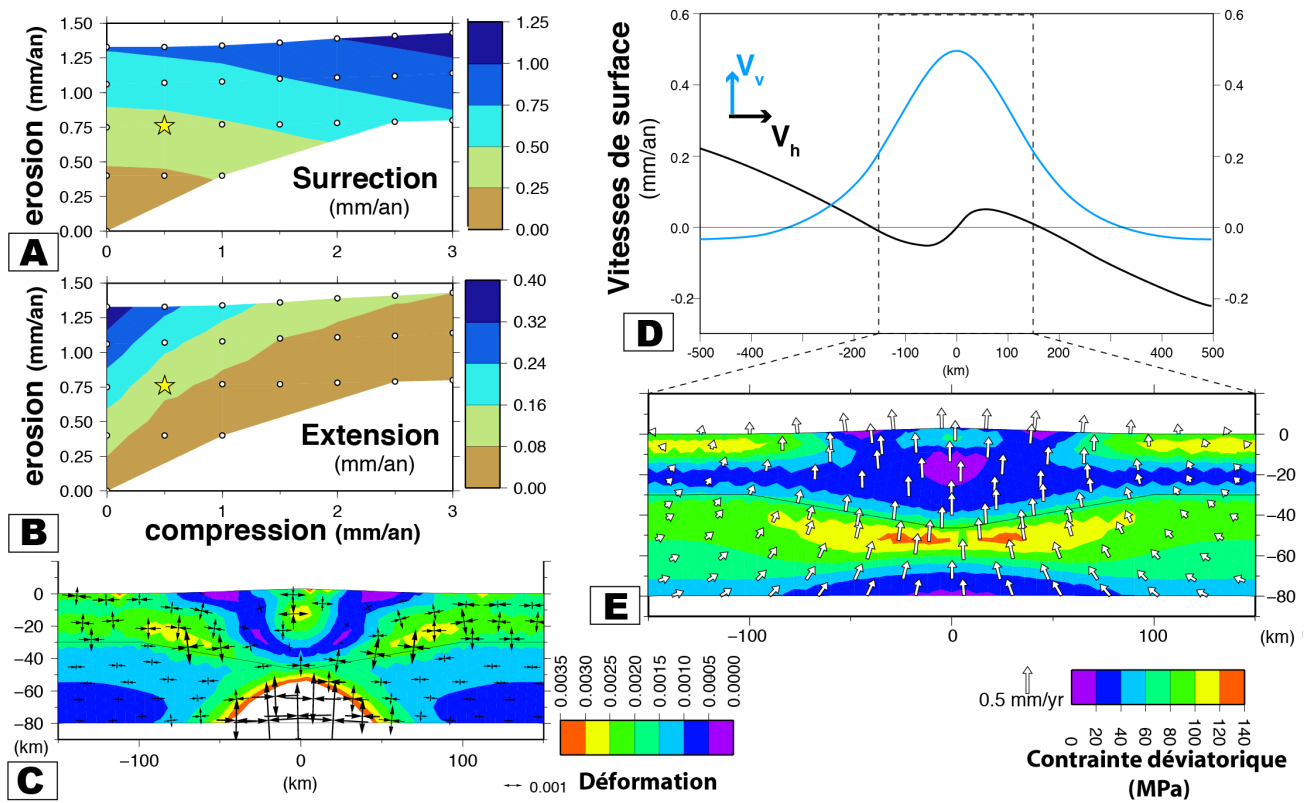 1.50
1.25
1.00
0.75
0.50
0.25
0.00
erosion (mm/an)
Surrection
(mm/an)
0 1 2 3
1.25
1.00
0.75
0.50
0.25
0.00
A
1.50
1.25
1.00
0.75
0.50
0.25
0.00
erosion (mm/an)
Extension
(mm/an)
0 1 2 3
compression (mm/an)
0.40
0.32
0.24
0.16
0.08
0.00
B
0
−20
−40
−60
−80
(km)
−100 0 100
(km)
C
0.0035
0.0030
0.0025
0.0020
0.0015
0.0010
0.0005
0.0000
Déformation
0.001
Vitesses de surface
(mm/an)
0.6
0.4
0.2
0.0
-0.2
Vv
Vh
0.6
0.4
0.2
0.0
-0.2
-500 -400 -200 -100 0 100 200 400 500
(km)
D
0
−20
−40
−60
−80
−100 0 100 (km)
E
0.5 mm/yr
0
20
40
60
80
100
120
140
Contrainte déviatorique
(MPa)